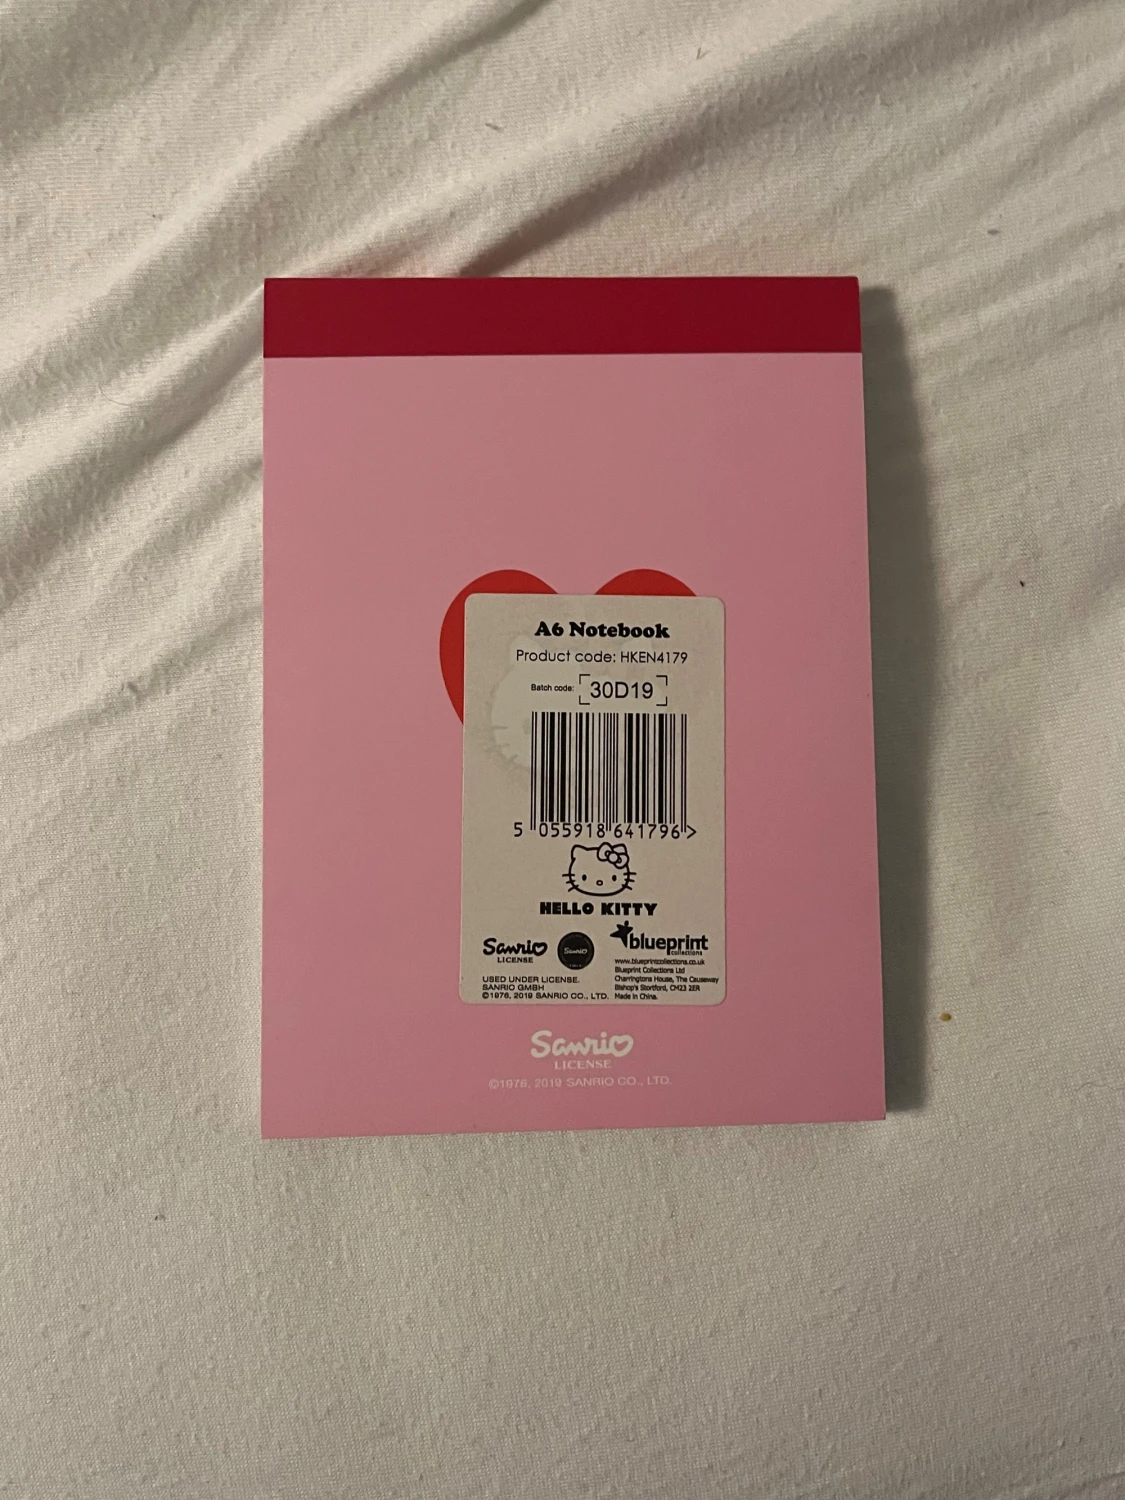 A6 Notebook
Product code: HKEN4179
Batch code: 30D19
5 055918 641796 >
HELLO KITTY
Sanrio
LICENSE
Sanrio
blueprint
collections
www.blueprintcollections.co.uk
Blueprint Collections Ltd
Charringtons House, The Causeway
Bishop's Stortford, CM23 2ER
Made in China.
USED UNDER LICENSE.
SANRIO GMBH
©1976, 2019 SANRIO CO., LTD.
Sanrio
LICENSE
©1976, 2019 SANRIO CO., LTD.